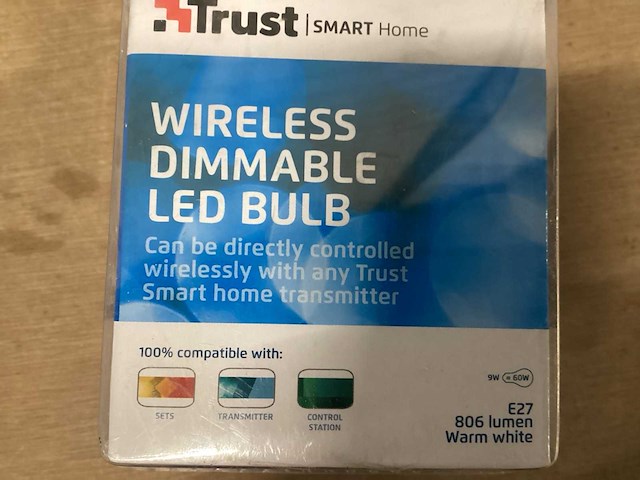 Trust | SMART Home
WIRELESS
DIMMABLE
LED BULB
Can be directly controlled
wirelessly with any Trust
Smart home transmitter
100% compatible with:
SETS
TRANSMITTER
CONTROL
STATION
9W (= 60W)
E27
806 lumen
Warm white